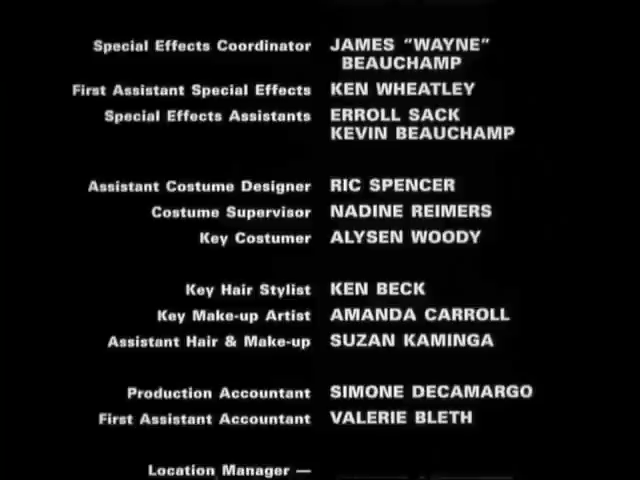 Special Effects Coordinator JAMES "WAYNE"
BEAUCHAMP
First Assistant Special Effects KEN WHEATLEY
Special Effects Assistants ERROLL SACK
KEVIN BEAUCHAMP
Assistant Costume Designer RIC SPENCER
Costume Supervisor NADINE REIMERS
Key Costumer ALYSEN WOODY
Key Hair Stylist KEN BECK
Key Make-up Artist AMANDA CARROLL
Assistant Hair & Make-up SUZAN KAMINGA
Production Accountant SIMONE DECAMARGO
First Assistant Accountant VALERIE BLETH
Location Manager —